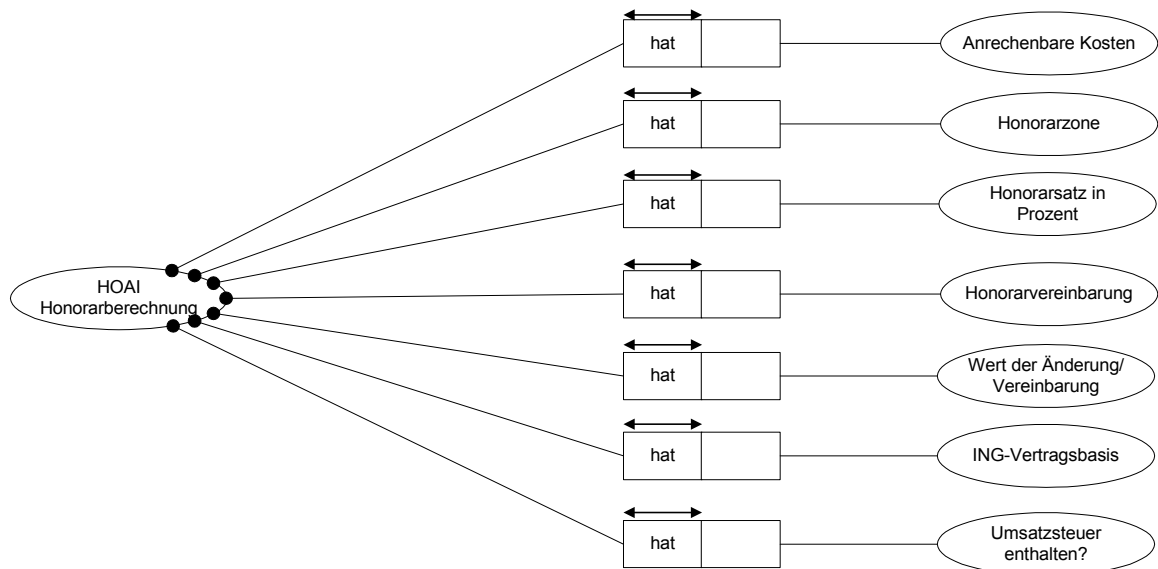 hat
Anrechenbare Kosten
hat
Honorarzone
hat
Honorarsatz in
Prozent
HOAI
Honorarberechnung
hat
Honorarvereinbarung
hat
Wert der Änderung/
Vereinbarung
hat
ING-Vertragsbasis
hat
Umsatzsteuer
enthalten?